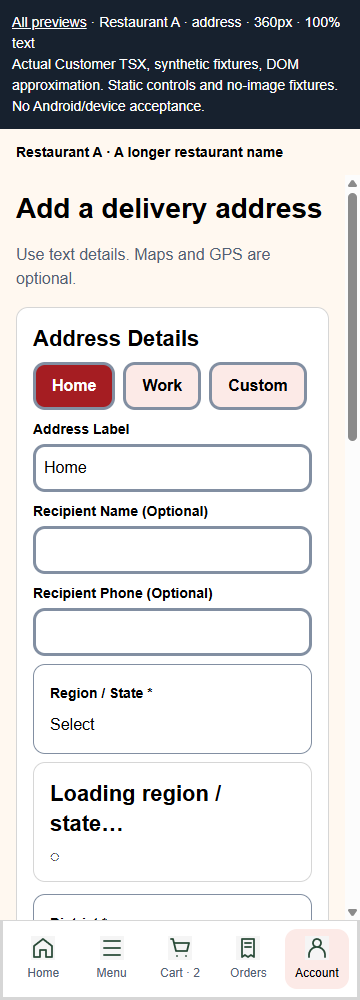 All previews · Restaurant A · address · 360px · 100%
text
Actual Customer TSX, synthetic fixtures, DOM
approximation. Static controls and no-image fixtures.
No Android/device acceptance.
Restaurant A · A longer restaurant name
Add a delivery address
Use text details. Maps and GPS are
optional.
Address Details
Home Work Custom
Address Label
Home
Recipient Name (Optional)
Recipient Phone (Optional)
Region / State *
Select
Loading region /
state…
Home Menu Cart · 2 Orders Account